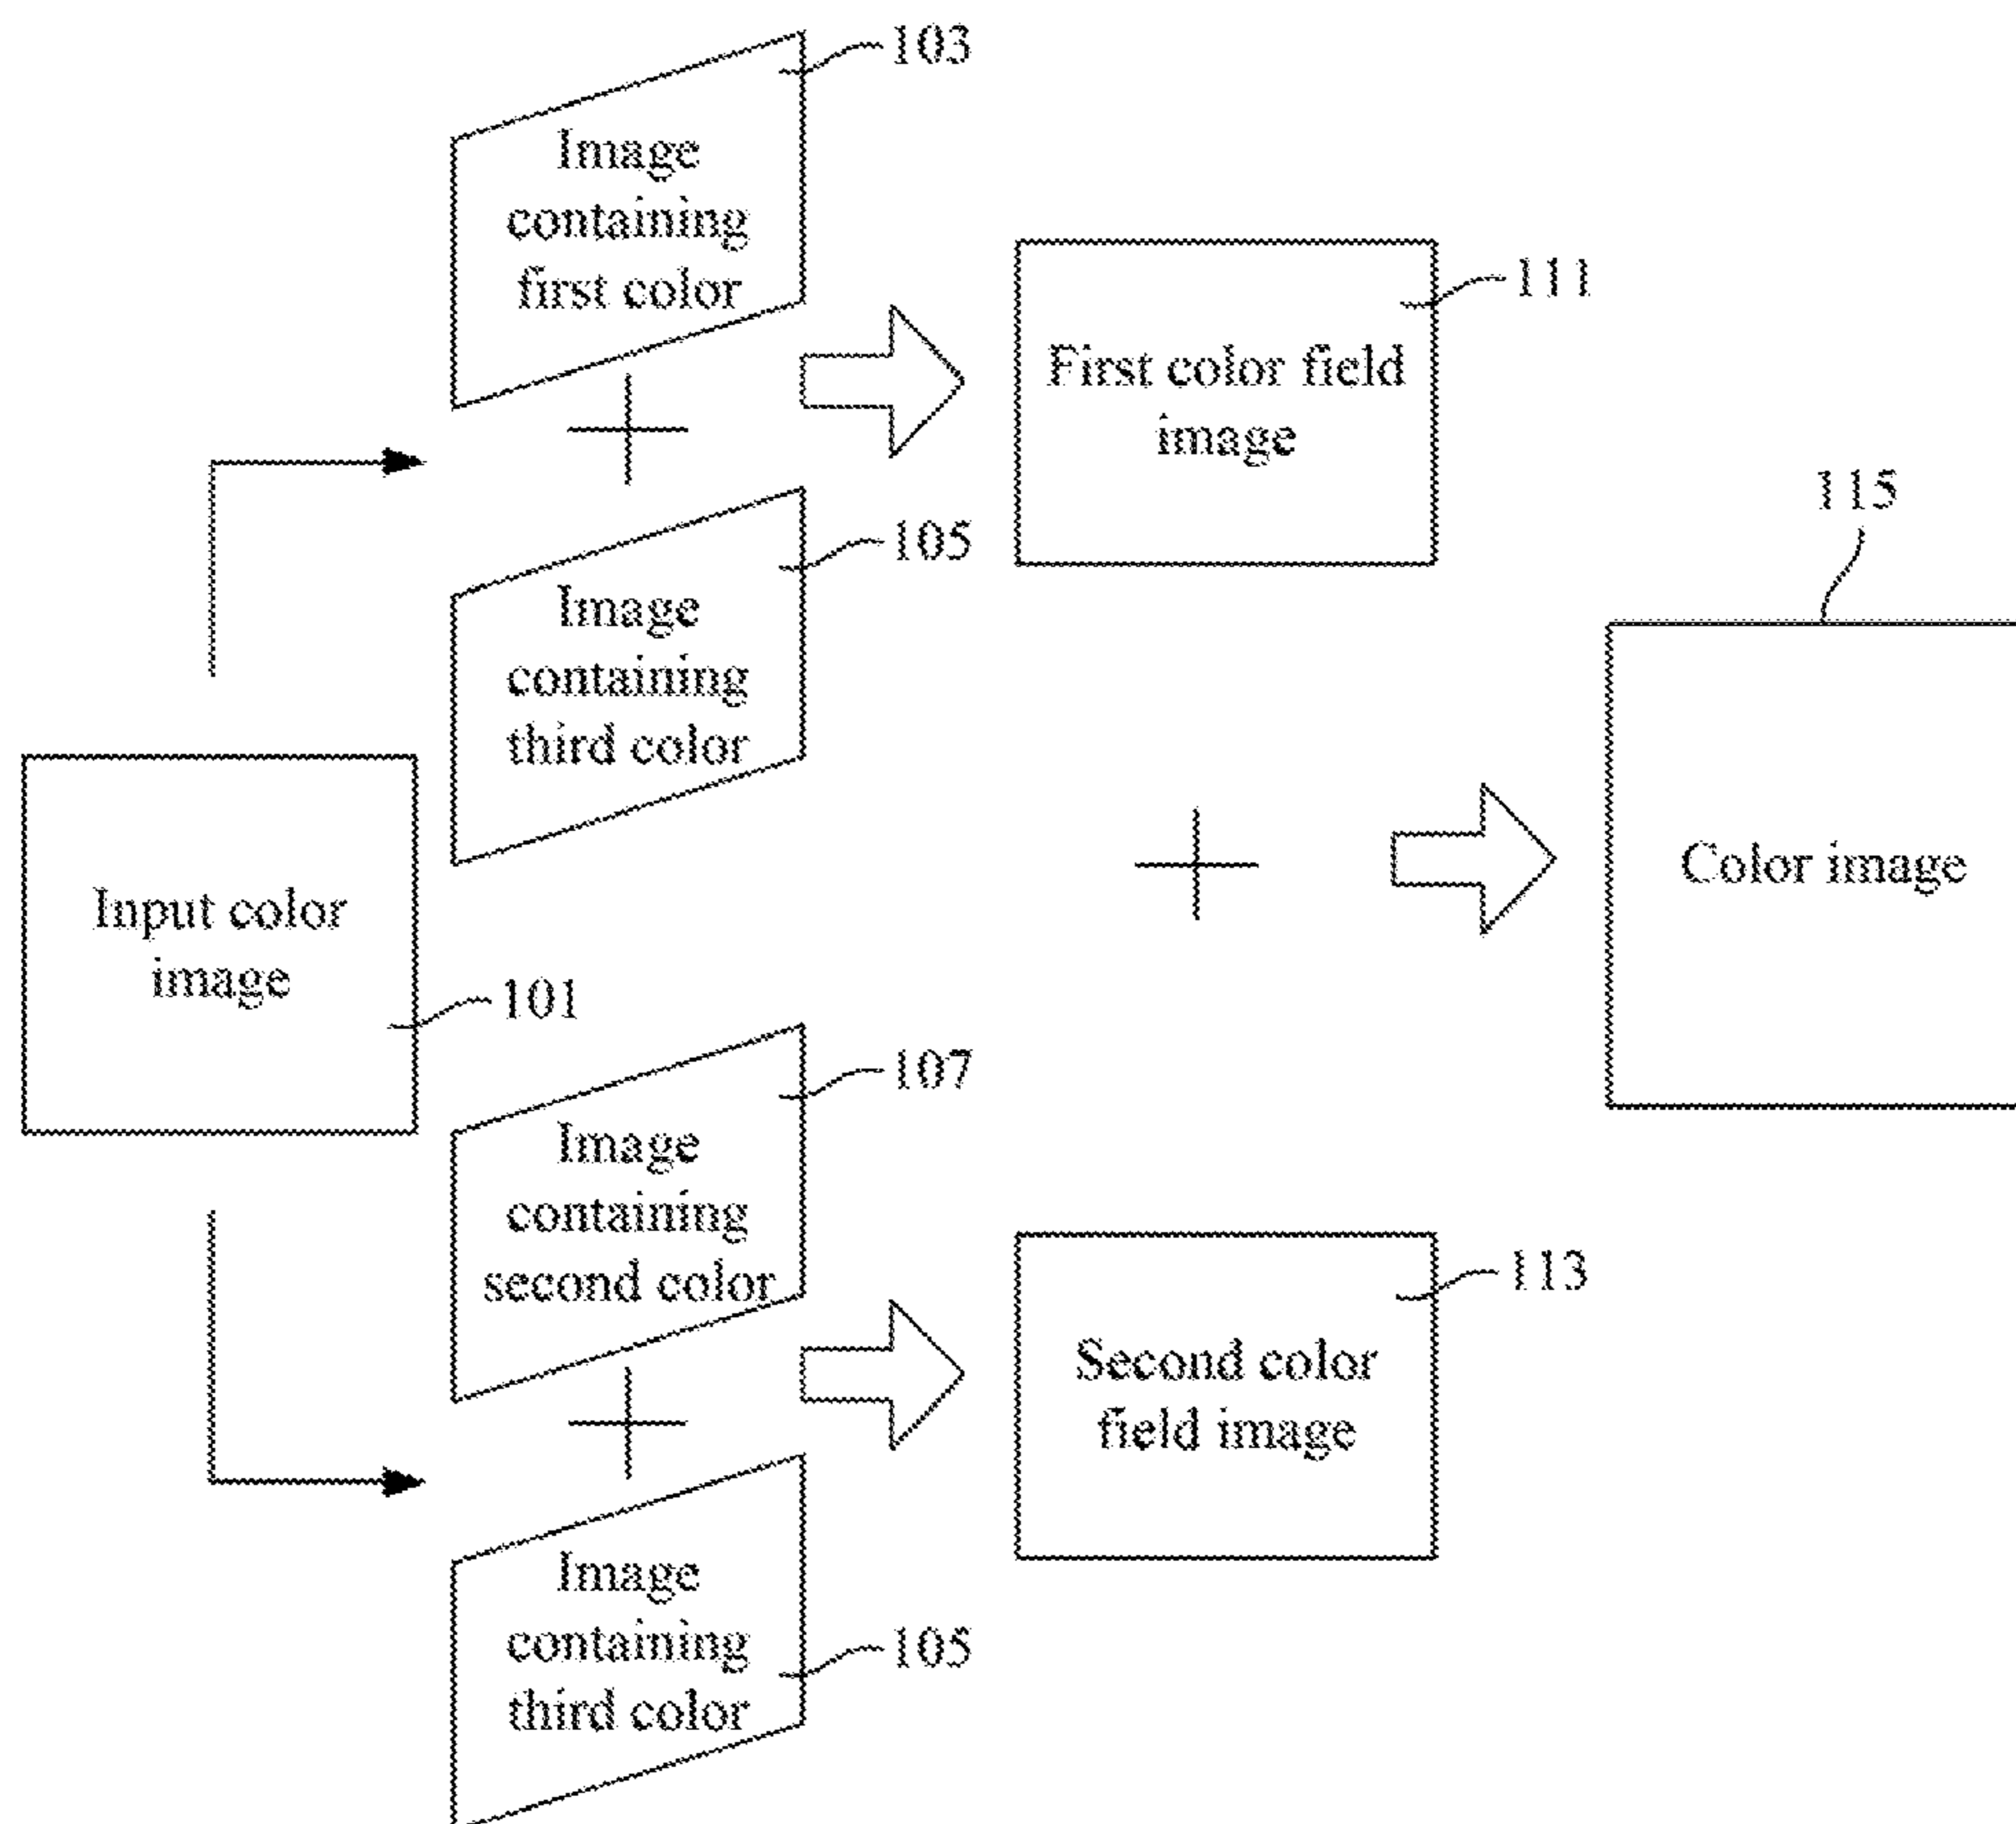 103
Image
containing
first color
111
First color field
image
105
Image
containing
third color
115
Color image
Input color
image
101
107
Image
containing
second color
113
Second color
field image
Image
containing
third color
105